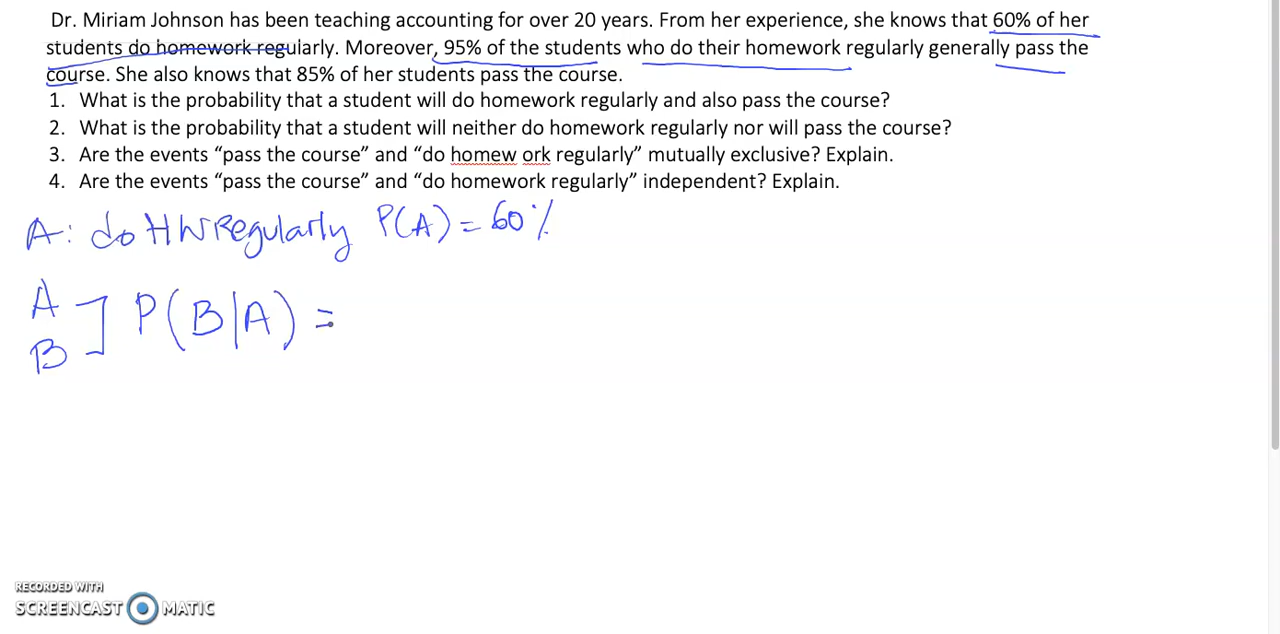 Dr. Miriam Johnson has been teaching accounting for over 20 years. From her experience, she knows that 60% of her
students do homework regularly. Moreover, 95% of the students who do their homework regularly generally pass the
course. She also knows that 85% of her students pass the course.
1. What is the probability that a student will do homework regularly and also pass the course?
2. What is the probability that a student will neither do homework regularly nor will pass the course?
3. Are the events “pass the course” and “do homew ork regularly” mutually exclusive? Explain.
4. Are the events “pass the course” and “do homework regularly” independent? Explain.
A: do HW Regularly P(A) = 60%
A
B ] P(B|A) =
RECORDED WITH
SCREENCAST MATIC